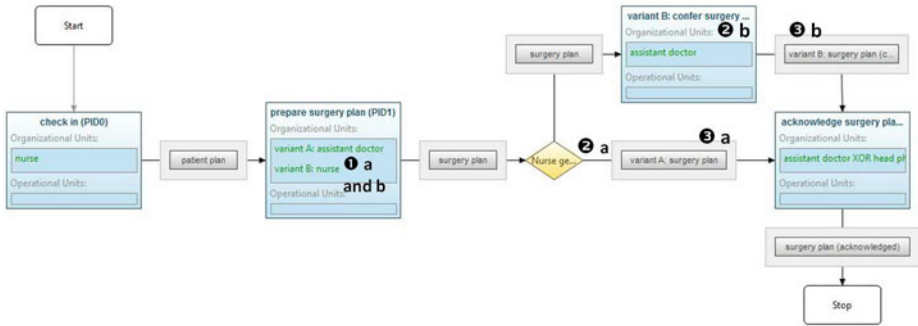 Start
check in (PID0)
Organizational Units:
nurse
Operational Units:
patient plan
prepare surgery plan (PID1)
Organizational Units:
variant A: assistant doctor
variant B: nurse ❶ a
and b
Operational Units:
surgery plan
Nurse ge...
❷ a
surgery plan
variant B: confer surgery ...
Organizational Units:
❷ b
assistant doctor
Operational Units:
❸ b
variant B: surgery plan (c...
❸ a
variant A: surgery plan
acknowledge surgery pla...
Organizational Units:
assistant doctor XOR head ph
Operational Units:
surgery plan (acknowledged)
Stop